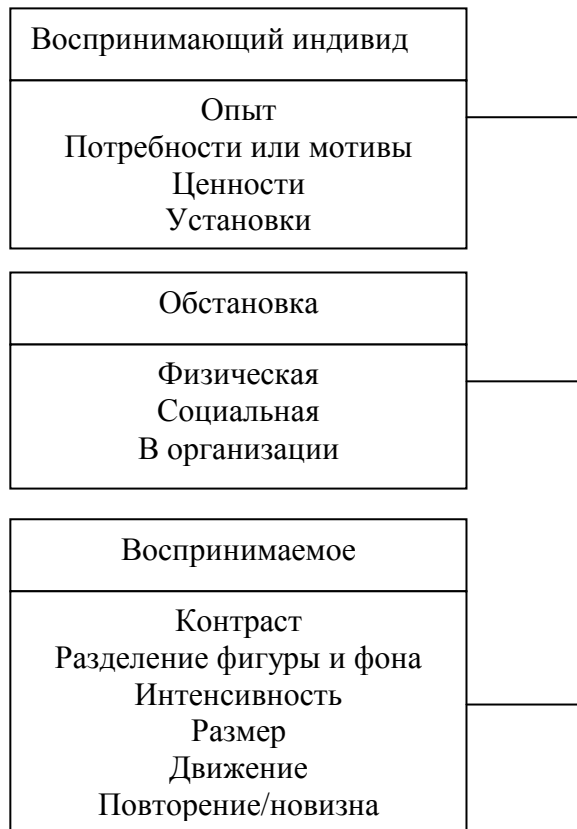 Воспринимающий индивид
Опыт
Потребности или мотивы
Ценности
Установки
Обстановка
Физическая
Социальная
В организации
Воспринимаемое
Контраст
Разделение фигуры и фона
Интенсивность
Размер
Движение
Повторение/новизна